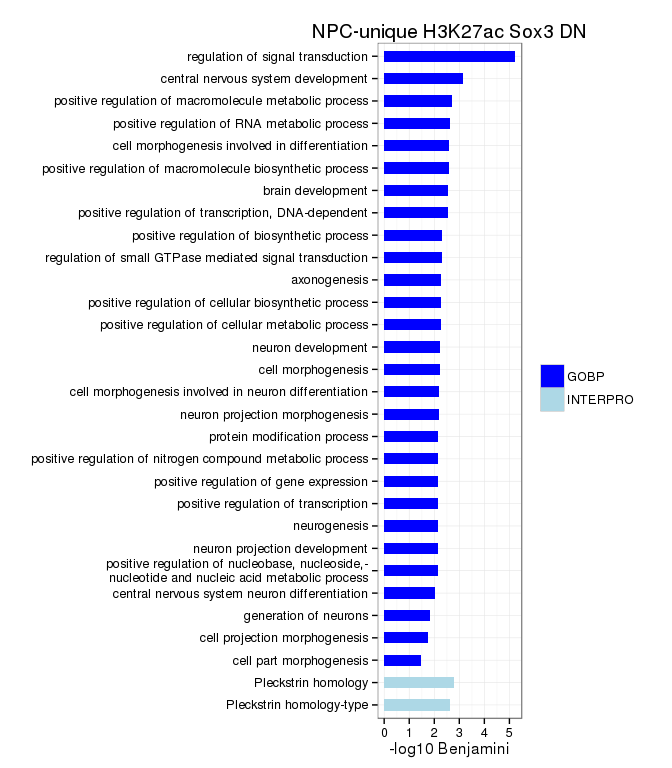 NPC-unique H3K27ac Sox3 DN
regulation of signal transduction
central nervous system development
positive regulation of macromolecule metabolic process
positive regulation of RNA metabolic process
cell morphogenesis involved in differentiation
positive regulation of macromolecule biosynthetic process
brain development
positive regulation of transcription, DNA-dependent
positive regulation of biosynthetic process
regulation of small GTPase mediated signal transduction
axonogenesis
positive regulation of cellular biosynthetic process
positive regulation of cellular metabolic process
neuron development
cell morphogenesis
cell morphogenesis involved in neuron differentiation
neuron projection morphogenesis
protein modification process
positive regulation of nitrogen compound metabolic process
positive regulation of gene expression
positive regulation of transcription
neurogenesis
neuron projection development
positive regulation of nucleobase, nucleoside,-
nucleotide and nucleic acid metabolic process
central nervous system neuron differentiation
generation of neurons
cell projection morphogenesis
cell part morphogenesis
Pleckstrin homology
Pleckstrin homology-type
0 1 2 3 4 5
-log10 Benjamini
GOBP
INTERPRO